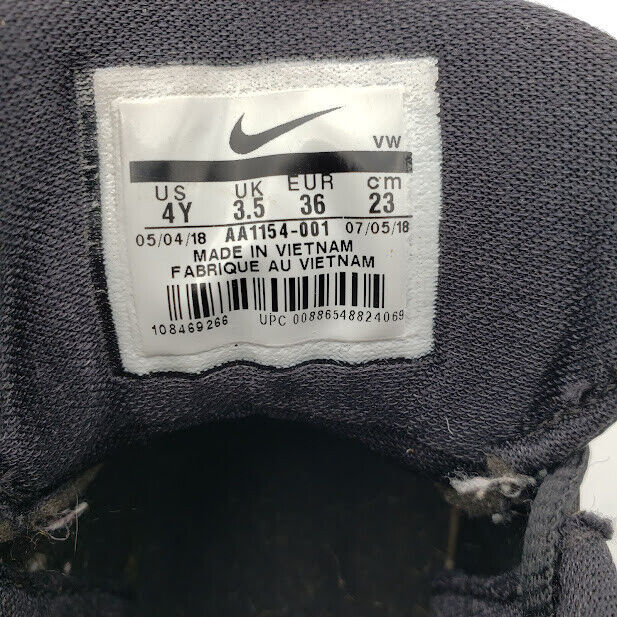 VW
US UK EUR cm
4Y 3.5 36 23
05/04/18 AA1154-001 07/05/18
MADE IN VIETNAM
FABRIQUE AU VIETNAM
108469266 UPC 00886548824069